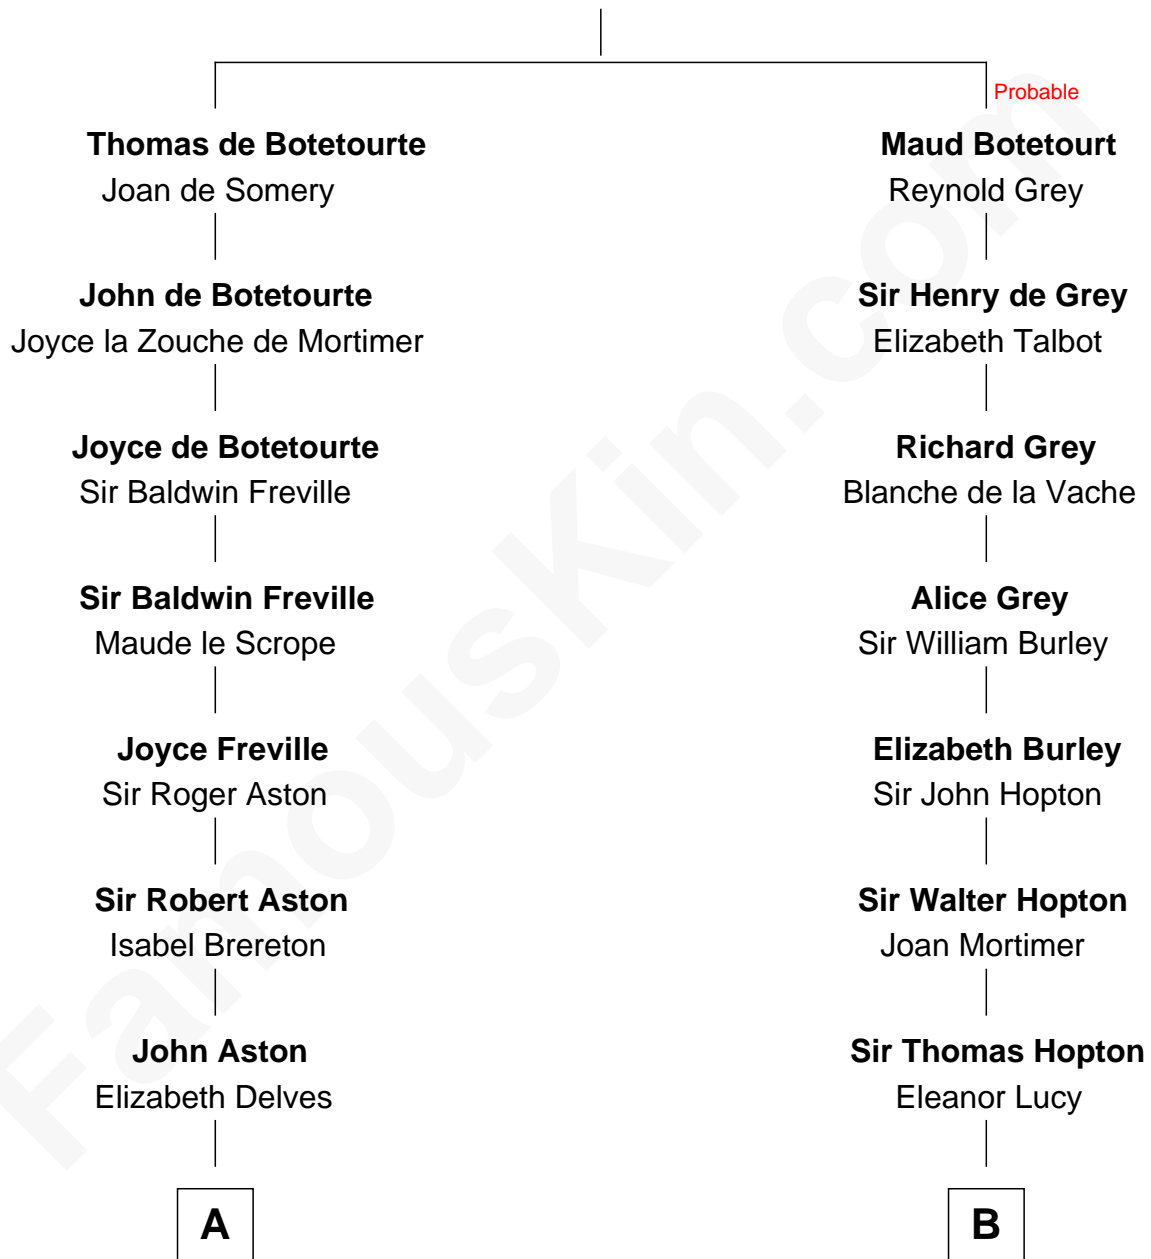 Probable
Thomas de Botetourte
Joan de Somery
Maud Botetourt
Reynold Grey
John de Botetourte
Joyce la Zouche de Mortimer
Sir Henry de Grey
Elizabeth Talbot
Joyce de Botetourte
Sir Baldwin Freville
Richard Grey
Blanche de la Vache
Sir Baldwin Freville
Maude le Scrope
Alice Grey
Sir William Burley
Joyce Freville
Sir Roger Aston
Elizabeth Burley
Sir John Hopton
Sir Robert Aston
Isabel Brereton
Sir Walter Hopton
Joan Mortimer
John Aston
Elizabeth Delves
Sir Thomas Hopton
Eleanor Lucy
A
B
FamousKin.com